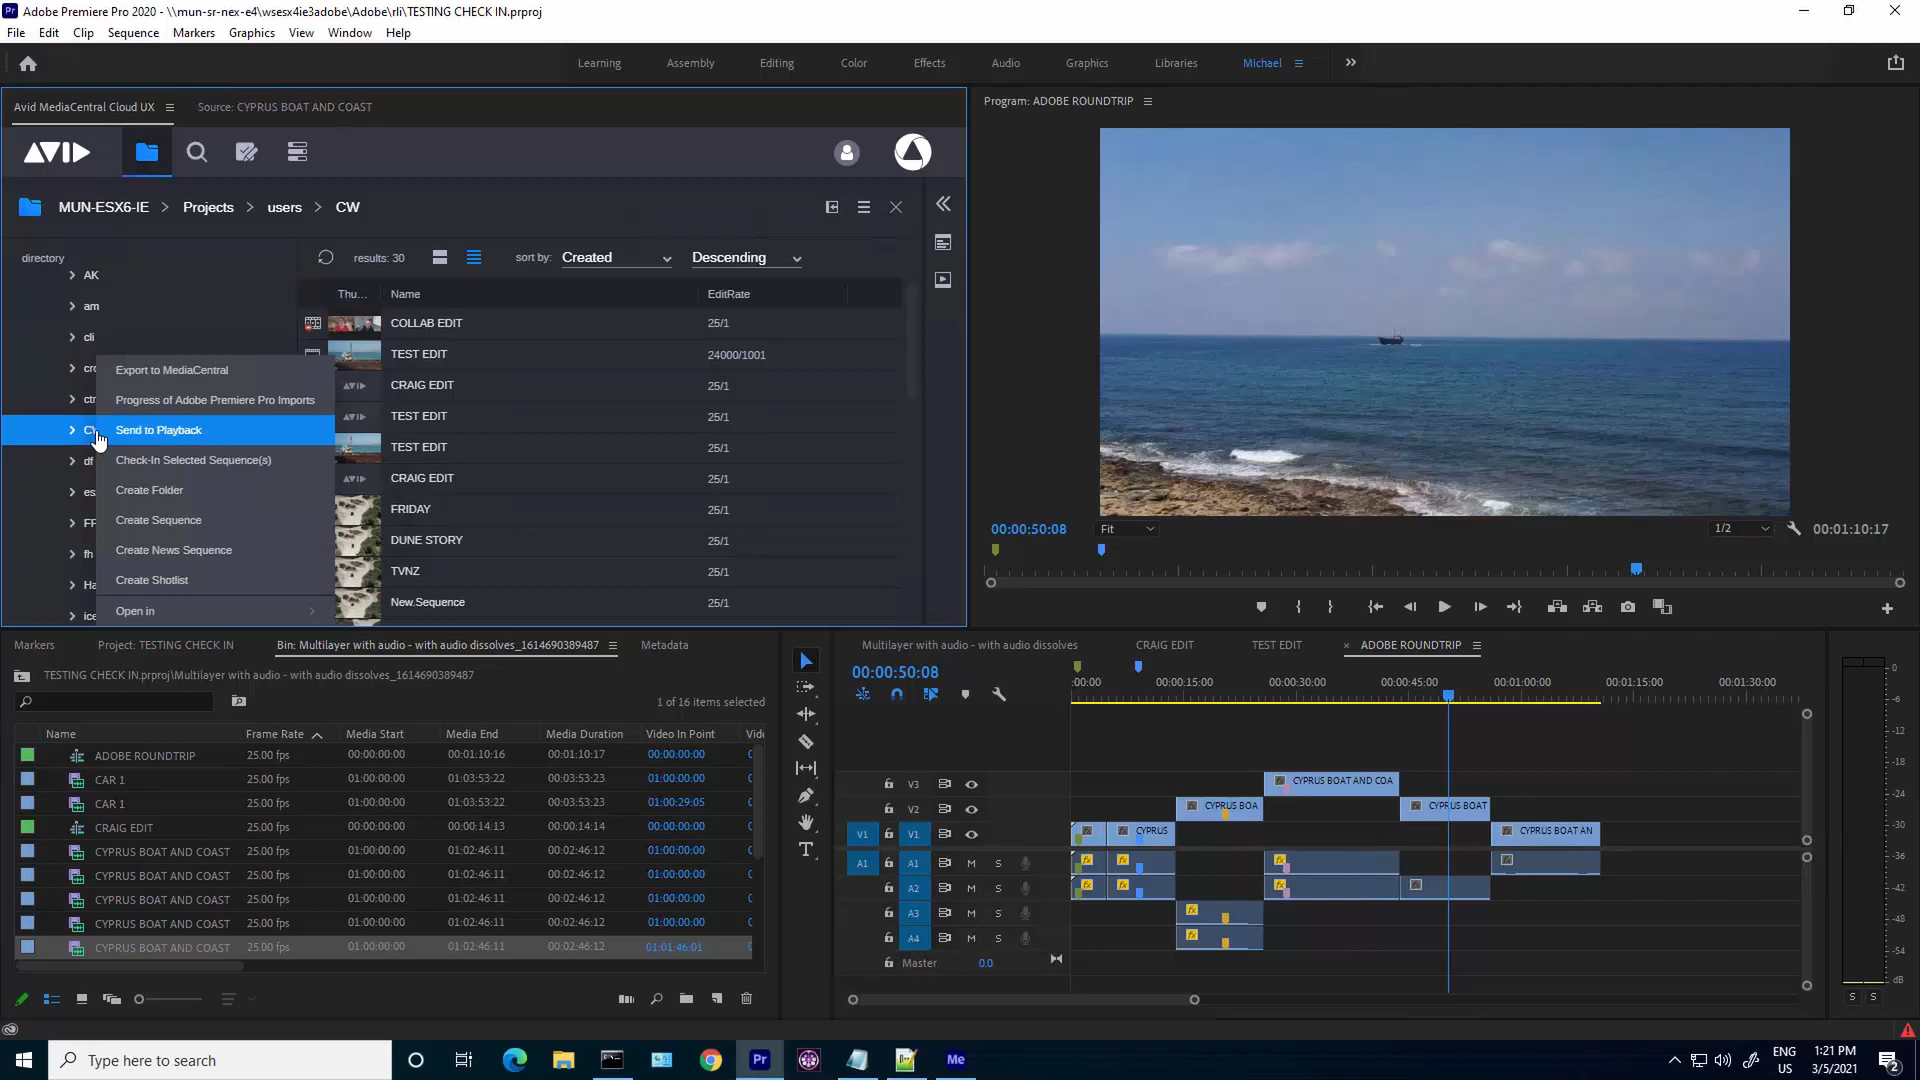 Adobe Premiere Pro 2020 - \\mun-sr-nex-e4\wsesx4ie3adobe\Adobe\rli\TESTING CHECK IN.prproj
File Edit Clip Sequence Markers Graphics View Window Help
Learning Assembly Editing Color Effects Audio Graphics Libraries Michael
Avid MediaCentral Cloud UX Source: CYPRUS BOAT AND COAST
MUN-ESX6-IE > Projects > users > CW
directory
results: 30 sort by: Created Descending
AK
am
cli
Thu... Name EditRate
COLLAB EDIT 25/1
TEST EDIT 24000/1001
CRAIG EDIT 25/1
TEST EDIT 25/1
TEST EDIT 25/1
CRAIG EDIT 25/1
FRIDAY 25/1
DUNE STORY 25/1
TVNZ 25/1
New.Sequence 25/1
Export to MediaCentral
Progress of Adobe Premiere Pro Imports
Send to Playback
Check-In Selected Sequence(s)
Create Folder
Create Sequence
Create News Sequence
Create Shotlist
Open in
df
fh
Program: ADOBE ROUNDTRIP
00:00:50:08 Fit 1/2 00:01:10:17
Markers Project: TESTING CHECK IN Bin: Multilayer with audio - with audio dissolves_1614690389487 Metadata
TESTING CHECK IN.prproj\Multilayer with audio - with audio dissolves_1614690389487
1 of 16 items selected
Name Frame Rate Media Start Media End Media Duration Video In Point
ADOBE ROUNDTRIP 25.00 fps 00:00:00:00 00:01:10:16 00:01:10:17 00:00:00:00
CAR 1 25.00 fps 01:00:00:00 01:03:53:22 00:03:53:23 01:00:00:00
CAR 1 25.00 fps 01:00:00:00 01:03:53:22 00:03:53:23 01:00:29:05
CRAIG EDIT 25.00 fps 00:00:00:00 00:00:14:13 00:00:14:14 00:00:00:00
CYPRUS BOAT AND COAST 25.00 fps 01:00:00:00 01:02:46:11 00:02:46:12 01:00:00:00
CYPRUS BOAT AND COAST 25.00 fps 01:00:00:00 01:02:46:11 00:02:46:12 01:00:00:00
CYPRUS BOAT AND COAST 25.00 fps 01:00:00:00 01:02:46:11 00:02:46:12 01:00:00:00
CYPRUS BOAT AND COAST 25.00 fps 01:00:00:00 01:02:46:11 00:02:46:12 01:00:00:00
CYPRUS BOAT AND COAST 25.00 fps 01:00:00:00 01:02:46:11 00:02:46:12 01:01:46:01
Multilayer with audio - with audio dissolves CRAIG EDIT TEST EDIT ADOBE ROUNDTRIP
00:00:50:08
:00:00 00:00:15:00 00:00:30:00 00:00:45:00 00:01:00:00 00:01:15:00 00:01:30:00
V3 CYPRUS BOAT AND COA
V2 CYPRUS BOA CYPRUS BOAT
V1 V1 CYPRUS CYPRUS BOAT AN
A1 A1 M S
A2 M S
A3 M S
A4 M S
Master 0.0
0
-6
-12
-18
-24
-30
-36
-42
-48
-54
dB
S S
Type here to search
ENG
US
1:21 PM
3/5/2021
2